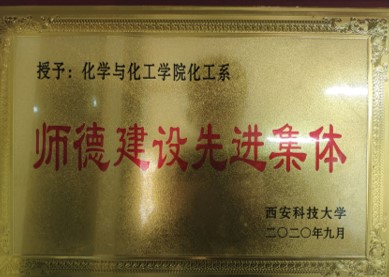 授予：化学与化工学院化工系
师德建设先进集体
西安科技大学
二〇二〇年九月